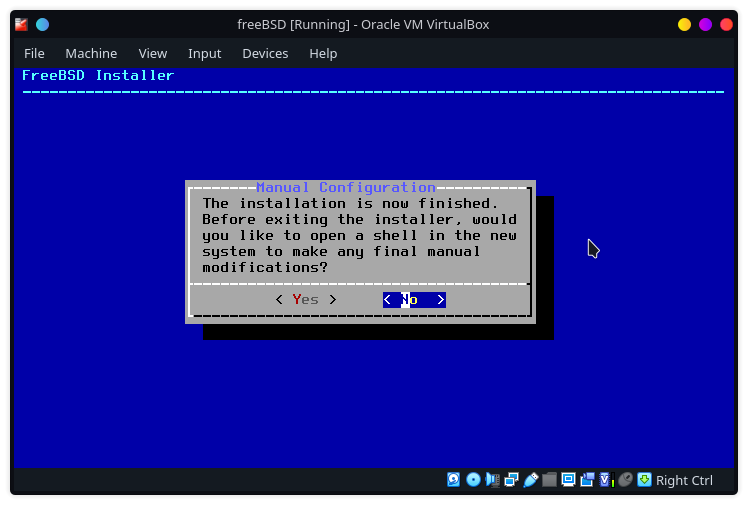 freeBSD [Running] - Oracle VM VirtualBox
File Machine View Input Devices Help
FreeBSD Installer
Manual Configuration
The installation is now finished.
Before exiting the installer, would
you like to open a shell in the new
system to make any final manual
modifications?
< Yes > < No >
Right Ctrl